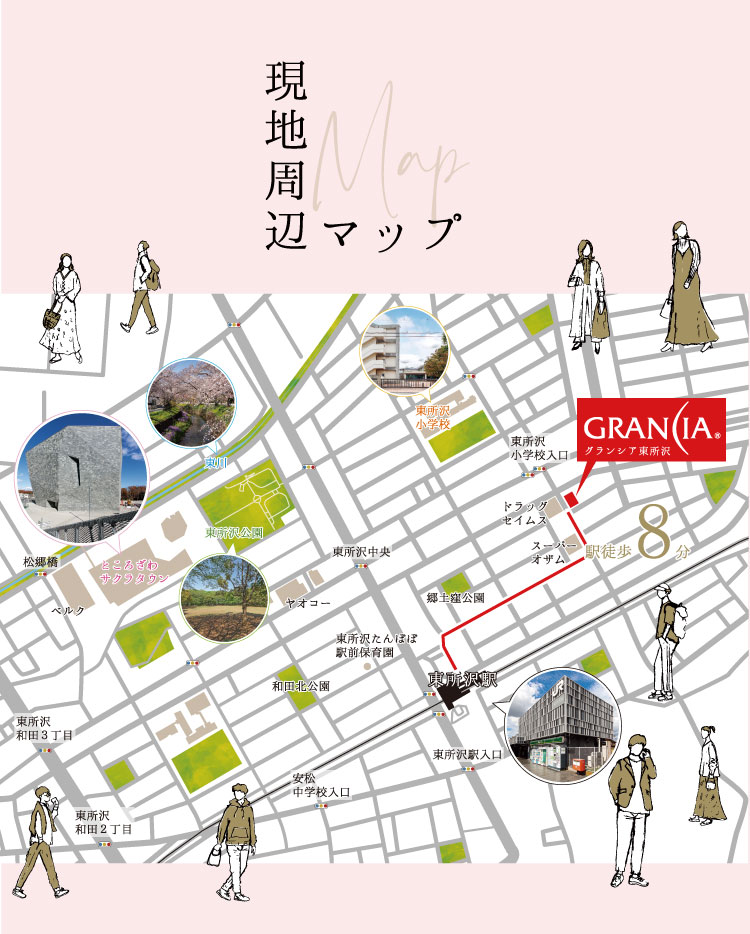 現地周辺マップ
Map
東所沢
小学校
東川
東所沢
小学校入口
GRANCIA®
グランシア東所沢
ドラッグ
セイムス
東所沢公園
スーパー
オザム
駅徒歩8分
松郷橋
ところざわ
サクラタウン
東所沢中央
ベルク
ヤオコー
郷土窪公園
東所沢たんぽぽ
駅前保育園
和田北公園
東所沢駅
JR
東所沢
和田3丁目
東所沢駅入口
安松
中学校入口
東所沢
和田2丁目